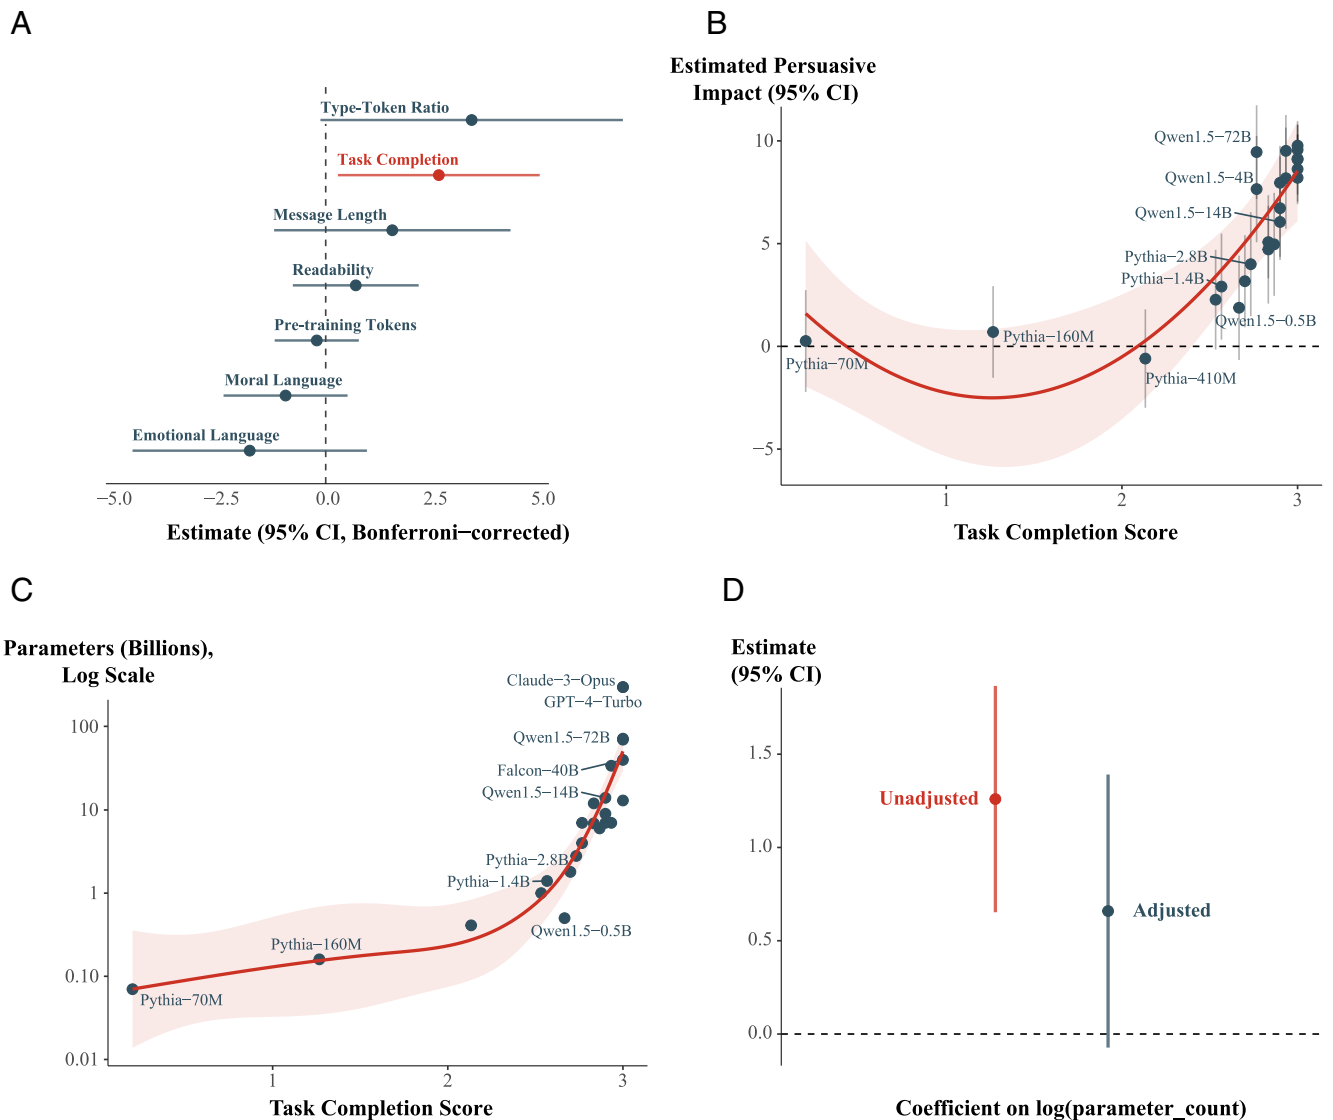 A
Type−Token Ratio
Task Completion
Message Length
Readability
Pre−training Tokens
Moral Language
Emotional Language
−5.0
−2.5
0.0
2.5
5.0
Estimate (95% CI, Bonferroni−corrected)
B
Estimated Persuasive
Impact (95% CI)
10
5
0
−5
Qwen1.5−72B
Qwen1.5−4B
Qwen1.5−14B
Pythia−2.8B
Pythia−1.4B
Qwen1.5−0.5B
Pythia−160M
Pythia−70M
Pythia−410M
1
2
3
Task Completion Score
C
Parameters (Billions),
Log Scale
100
10
1
0.10
0.01
Claude−3−Opus
GPT−4−Turbo
Qwen1.5−72B
Falcon−40B
Qwen1.5−14B
Pythia−2.8B
Pythia−1.4B
Qwen1.5−0.5B
Pythia−160M
Pythia−70M
1
2
3
Task Completion Score
D
Estimate
(95% CI)
1.5
1.0
0.5
0.0
Unadjusted
Adjusted
Coefficient on log(parameter_count)